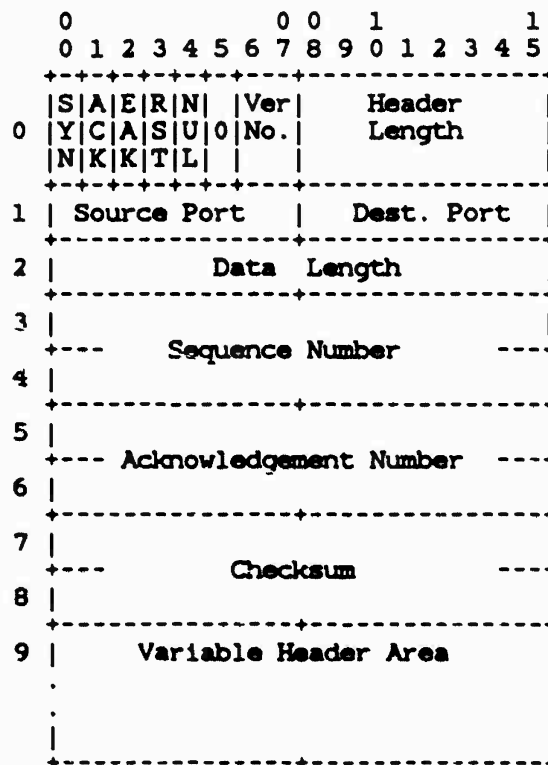 0             0 0   1         1
0 1 2 3 4 5 6 7 8 9 0 1 2 3 4 5
+-+-+-+-+-+-+---+---------------
|S|A|E|R|N| |Ver|    Header
0 |Y|C|A|S|U|0|No.|    Length
|N|K|K|T|L| |   |
+-+-+-+-+-+-+---+---------------
1 | Source Port   |   Dest. Port  |
+---------------+---------------
2 |          Data  Length
+---------------+---------------
3 |
+---   Sequence Number      ----
4 |
+---------------+---------------
5 |
+--- Acknowledgement Number ----
6 |
+---------------+---------------
7 |
+---       Checksum         ----
8 |
+---------------+---------------
9 |     Variable Header Area
.
.
|
+---------------+---------------